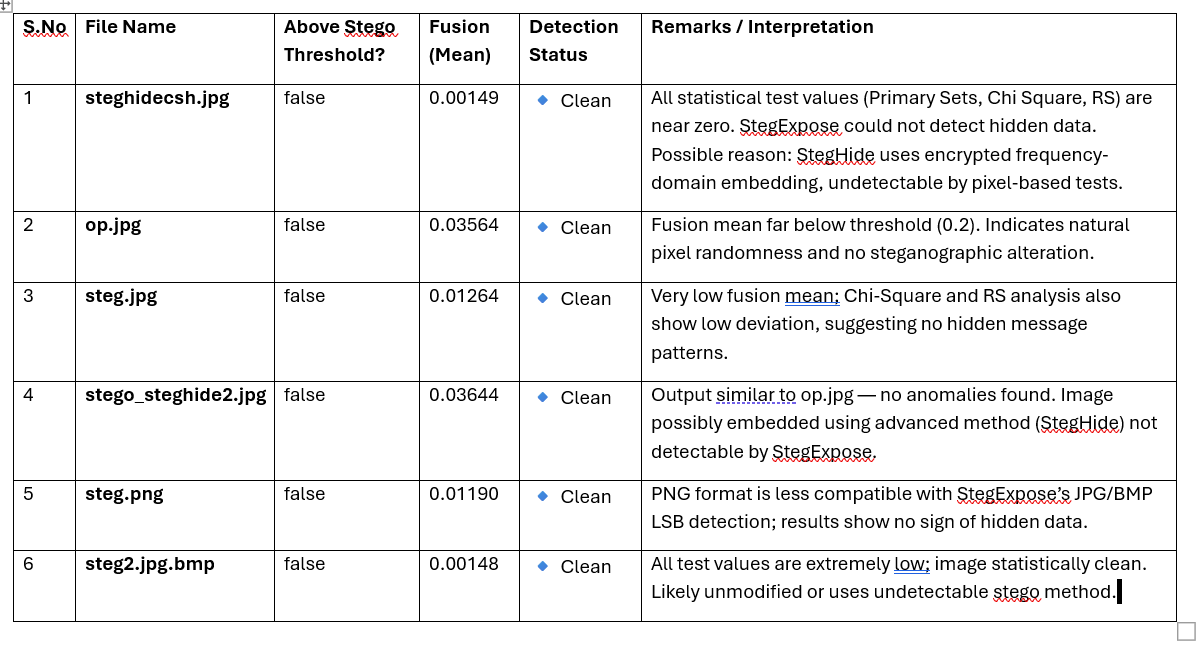 S.No File Name Above Stego Threshold? Fusion (Mean) Detection Status Remarks / Interpretation
1 steghidecsh.jpg false 0.00149 Clean All statistical test values (Primary Sets, Chi Square, RS) are
near zero. StegExpose could not detect hidden data.
Possible reason: StegHide uses encrypted frequency-
domain embedding, undetectable by pixel-based tests.
2 op.jpg false 0.03564 Clean Fusion mean far below threshold (0.2). Indicates natural
pixel randomness and no steganographic alteration.
3 steg.jpg false 0.01264 Clean Very low fusion mean; Chi-Square and RS analysis also
show low deviation, suggesting no hidden message
patterns.
4 stego_steghide2.jpg false 0.03644 Clean Output similar to op.jpg — no anomalies found. Image
possibly embedded using advanced method (StegHide) not
detectable by StegExpose.
5 steg.png false 0.01190 Clean PNG format is less compatible with StegExpose’s JPG/BMP
LSB detection; results show no sign of hidden data.
6 steg2.jpg.bmp false 0.00148 Clean All test values are extremely low; image statistically clean.
Likely unmodified or uses undetectable stego method.